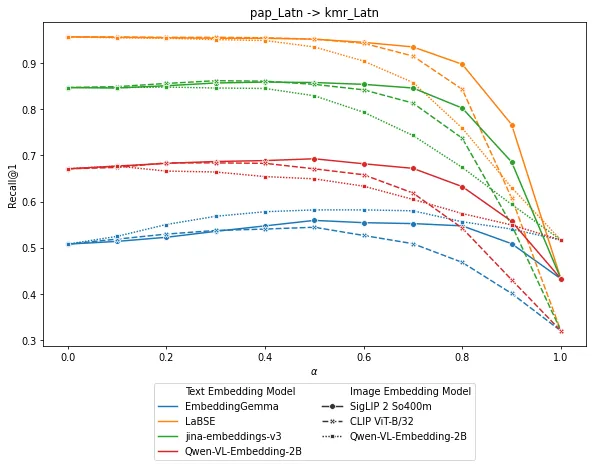 pap_Latn -> kmr_Latn
Recall@1
0.9
0.8
0.7
0.6
0.5
0.4
0.3
0.0 0.2 0.4 0.6 0.8 1.0
α
Text Embedding Model Image Embedding Model
EmbeddingGemma SigLIP 2 So400m
LaBSE CLIP ViT-B/32
jina-embeddings-v3 Qwen-VL-Embedding-2B
Qwen-VL-Embedding-2B